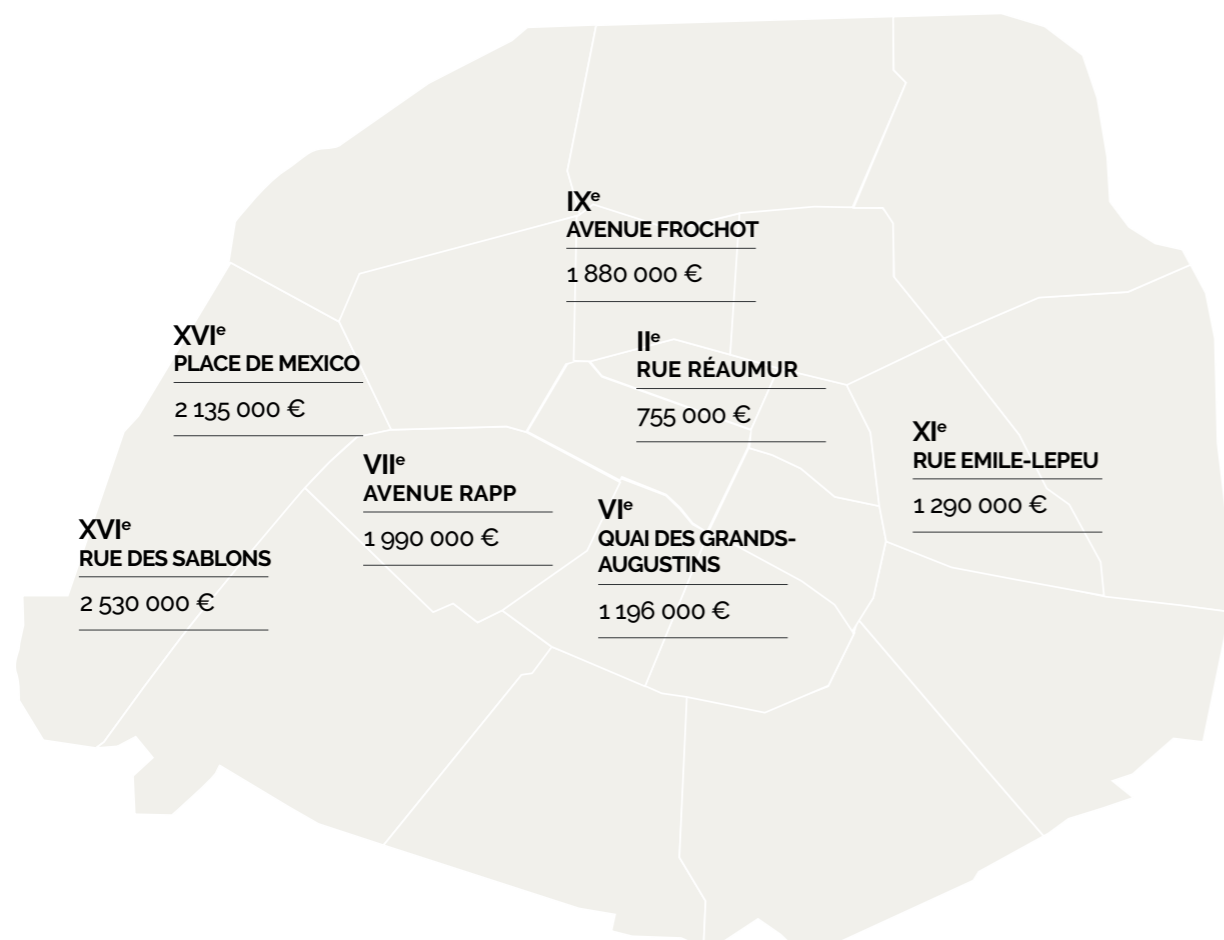 IXe
AVENUE FROCHOT
1 880 000 €
XVIe
PLACE DE MEXICO
2 135 000 €
IIe
RUE RÉAUMUR
755 000 €
XIe
RUE EMILE-LEPEU
1 290 000 €
VIIe
AVENUE RAPP
1 990 000 €
VIe
QUAI DES GRANDS-
AUGUSTINS
1 196 000 €
XVIe
RUE DES SABLONS
2 530 000 €